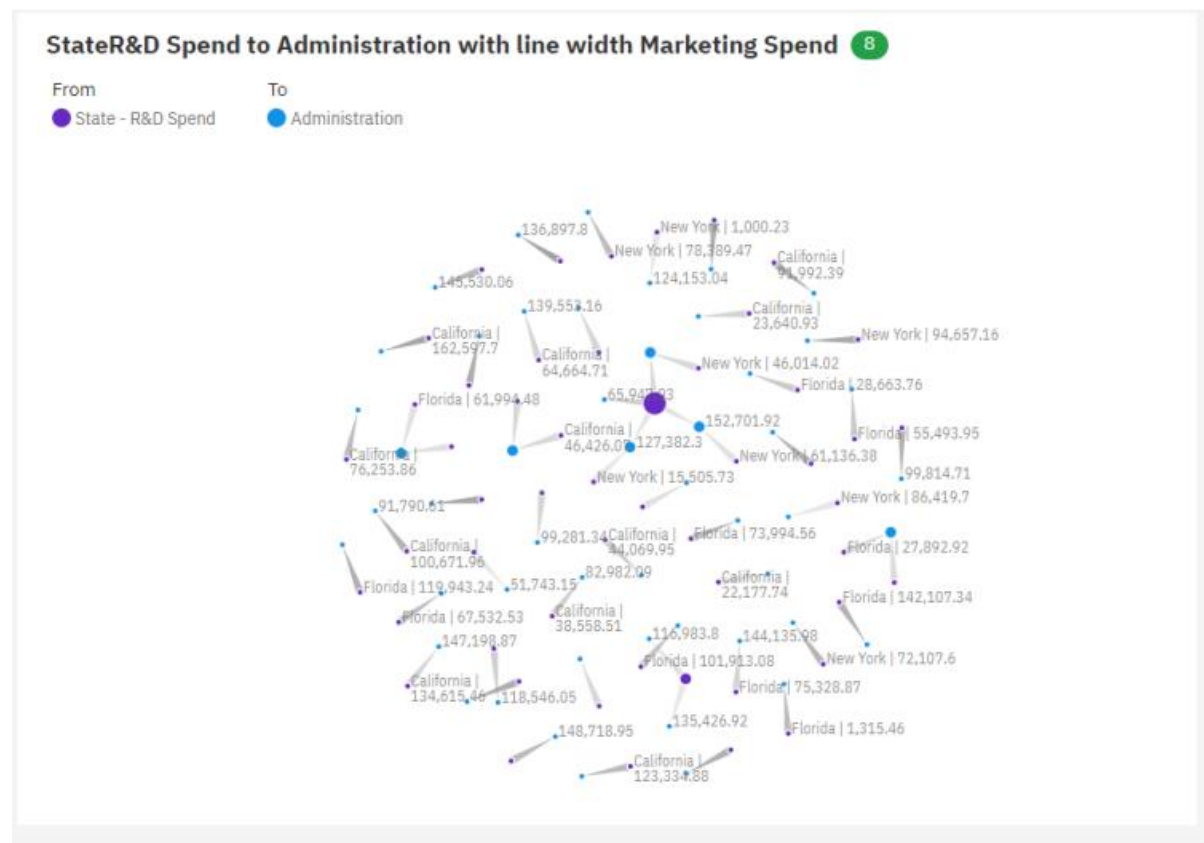 StateR&D Spend to Administration with line width Marketing Spend 8
From To
State - R&D Spend Administration
136,897.8
New York | 1,000.23
New York | 78,389.47
California |
91,992.39
124,153.04
145,530.06
139,553.16
California |
23,640.93
California |
162,597.7
New York | 94,657.16
California |
64,664.71
New York | 46,014.02
Florida | 28,663.76
Florida | 61,994.48
65,947.93
152,701.92
California |
46,426.07
127,382.3
Florida | 55,493.95
California |
76,253.86
New York | 61,136.38
99,814.71
New York | 15,505.73
New York | 86,419.7
91,790.61
99,281.34
California |
44,069.95
Florida | 73,994.56
Florida | 27,892.92
California |
100,671.96
82,982.09
51,743.15
California |
22,177.74
Florida | 119,943.24
Florida | 142,107.34
Florida | 67,532.53
California |
38,558.51
147,198.87
116,983.8
144,135.98
Florida | 101,913.08
New York | 72,107.6
California |
134,615.46
118,546.05
Florida | 75,328.87
135,426.92
Florida | 1,315.46
148,718.95
California |
123,334.88